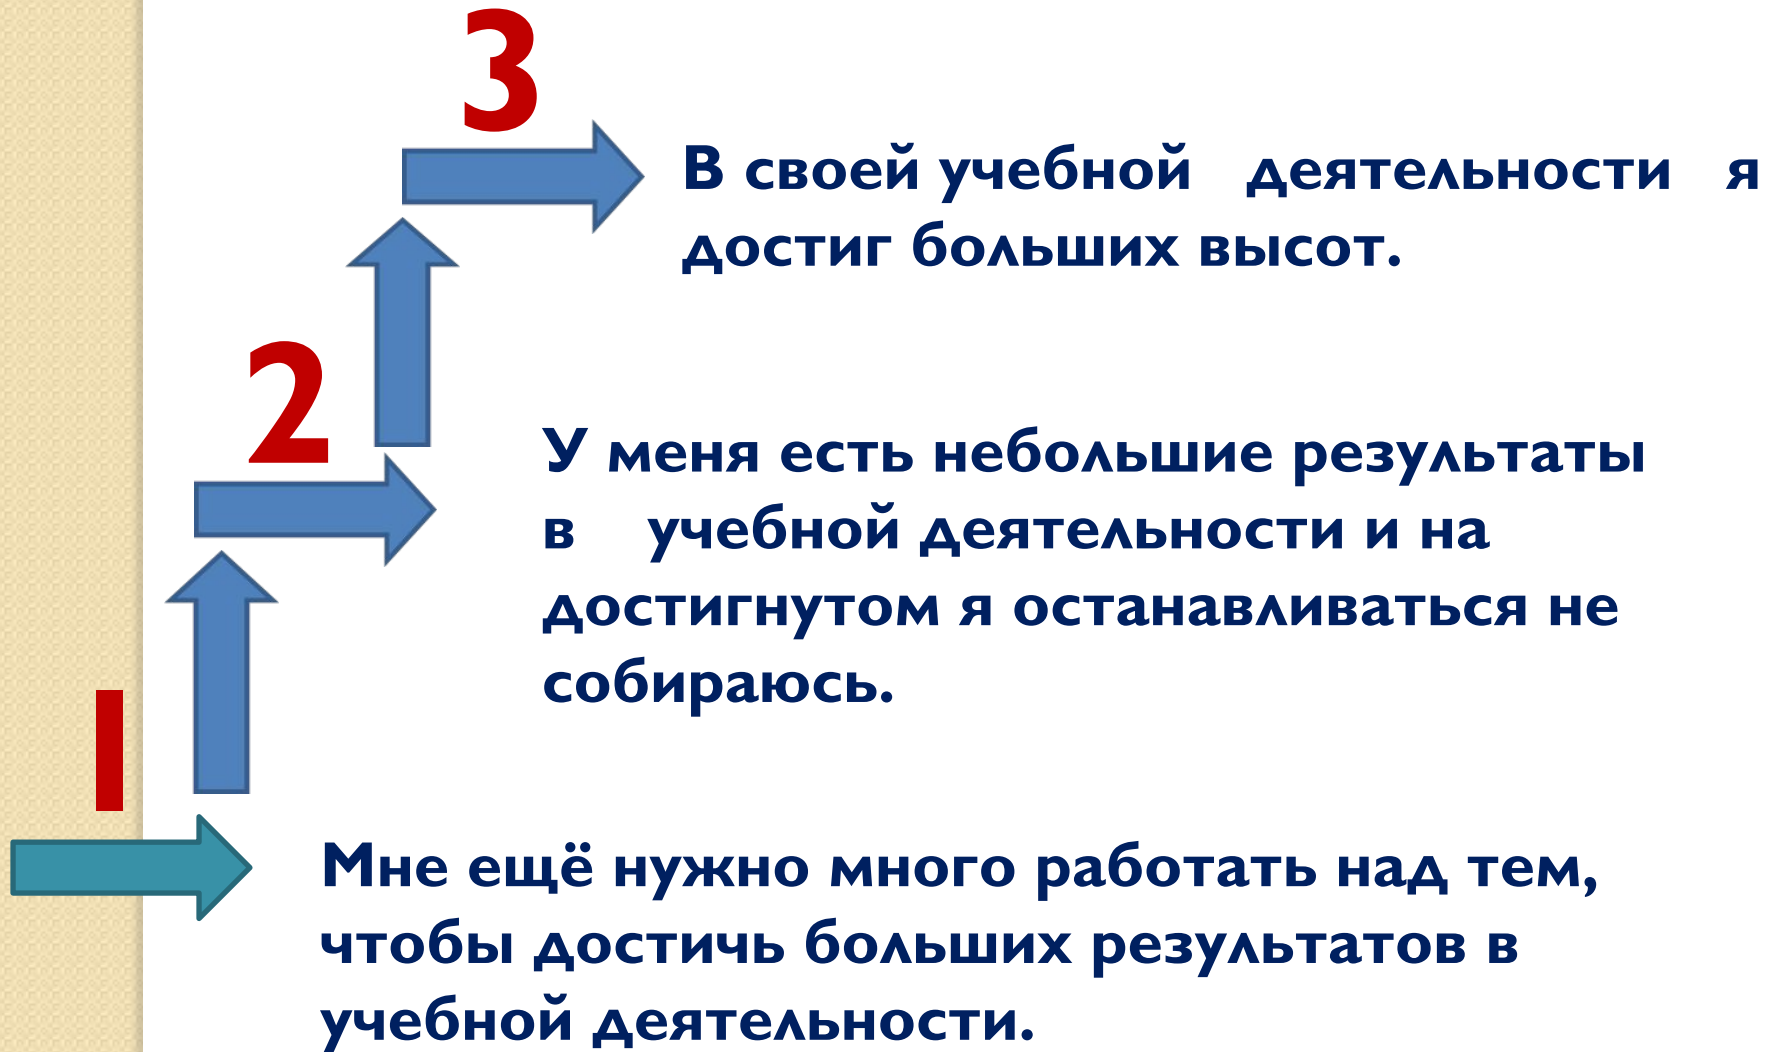 3
В своей учебной деятельности я
достиг больших высот.
2
У меня есть небольшие результаты
в учебной деятельности и на
достигнутом я останавливаться не
собираюсь.
1
Мне ещё нужно много работать над тем,
чтобы достичь больших результатов в
учебной деятельности.